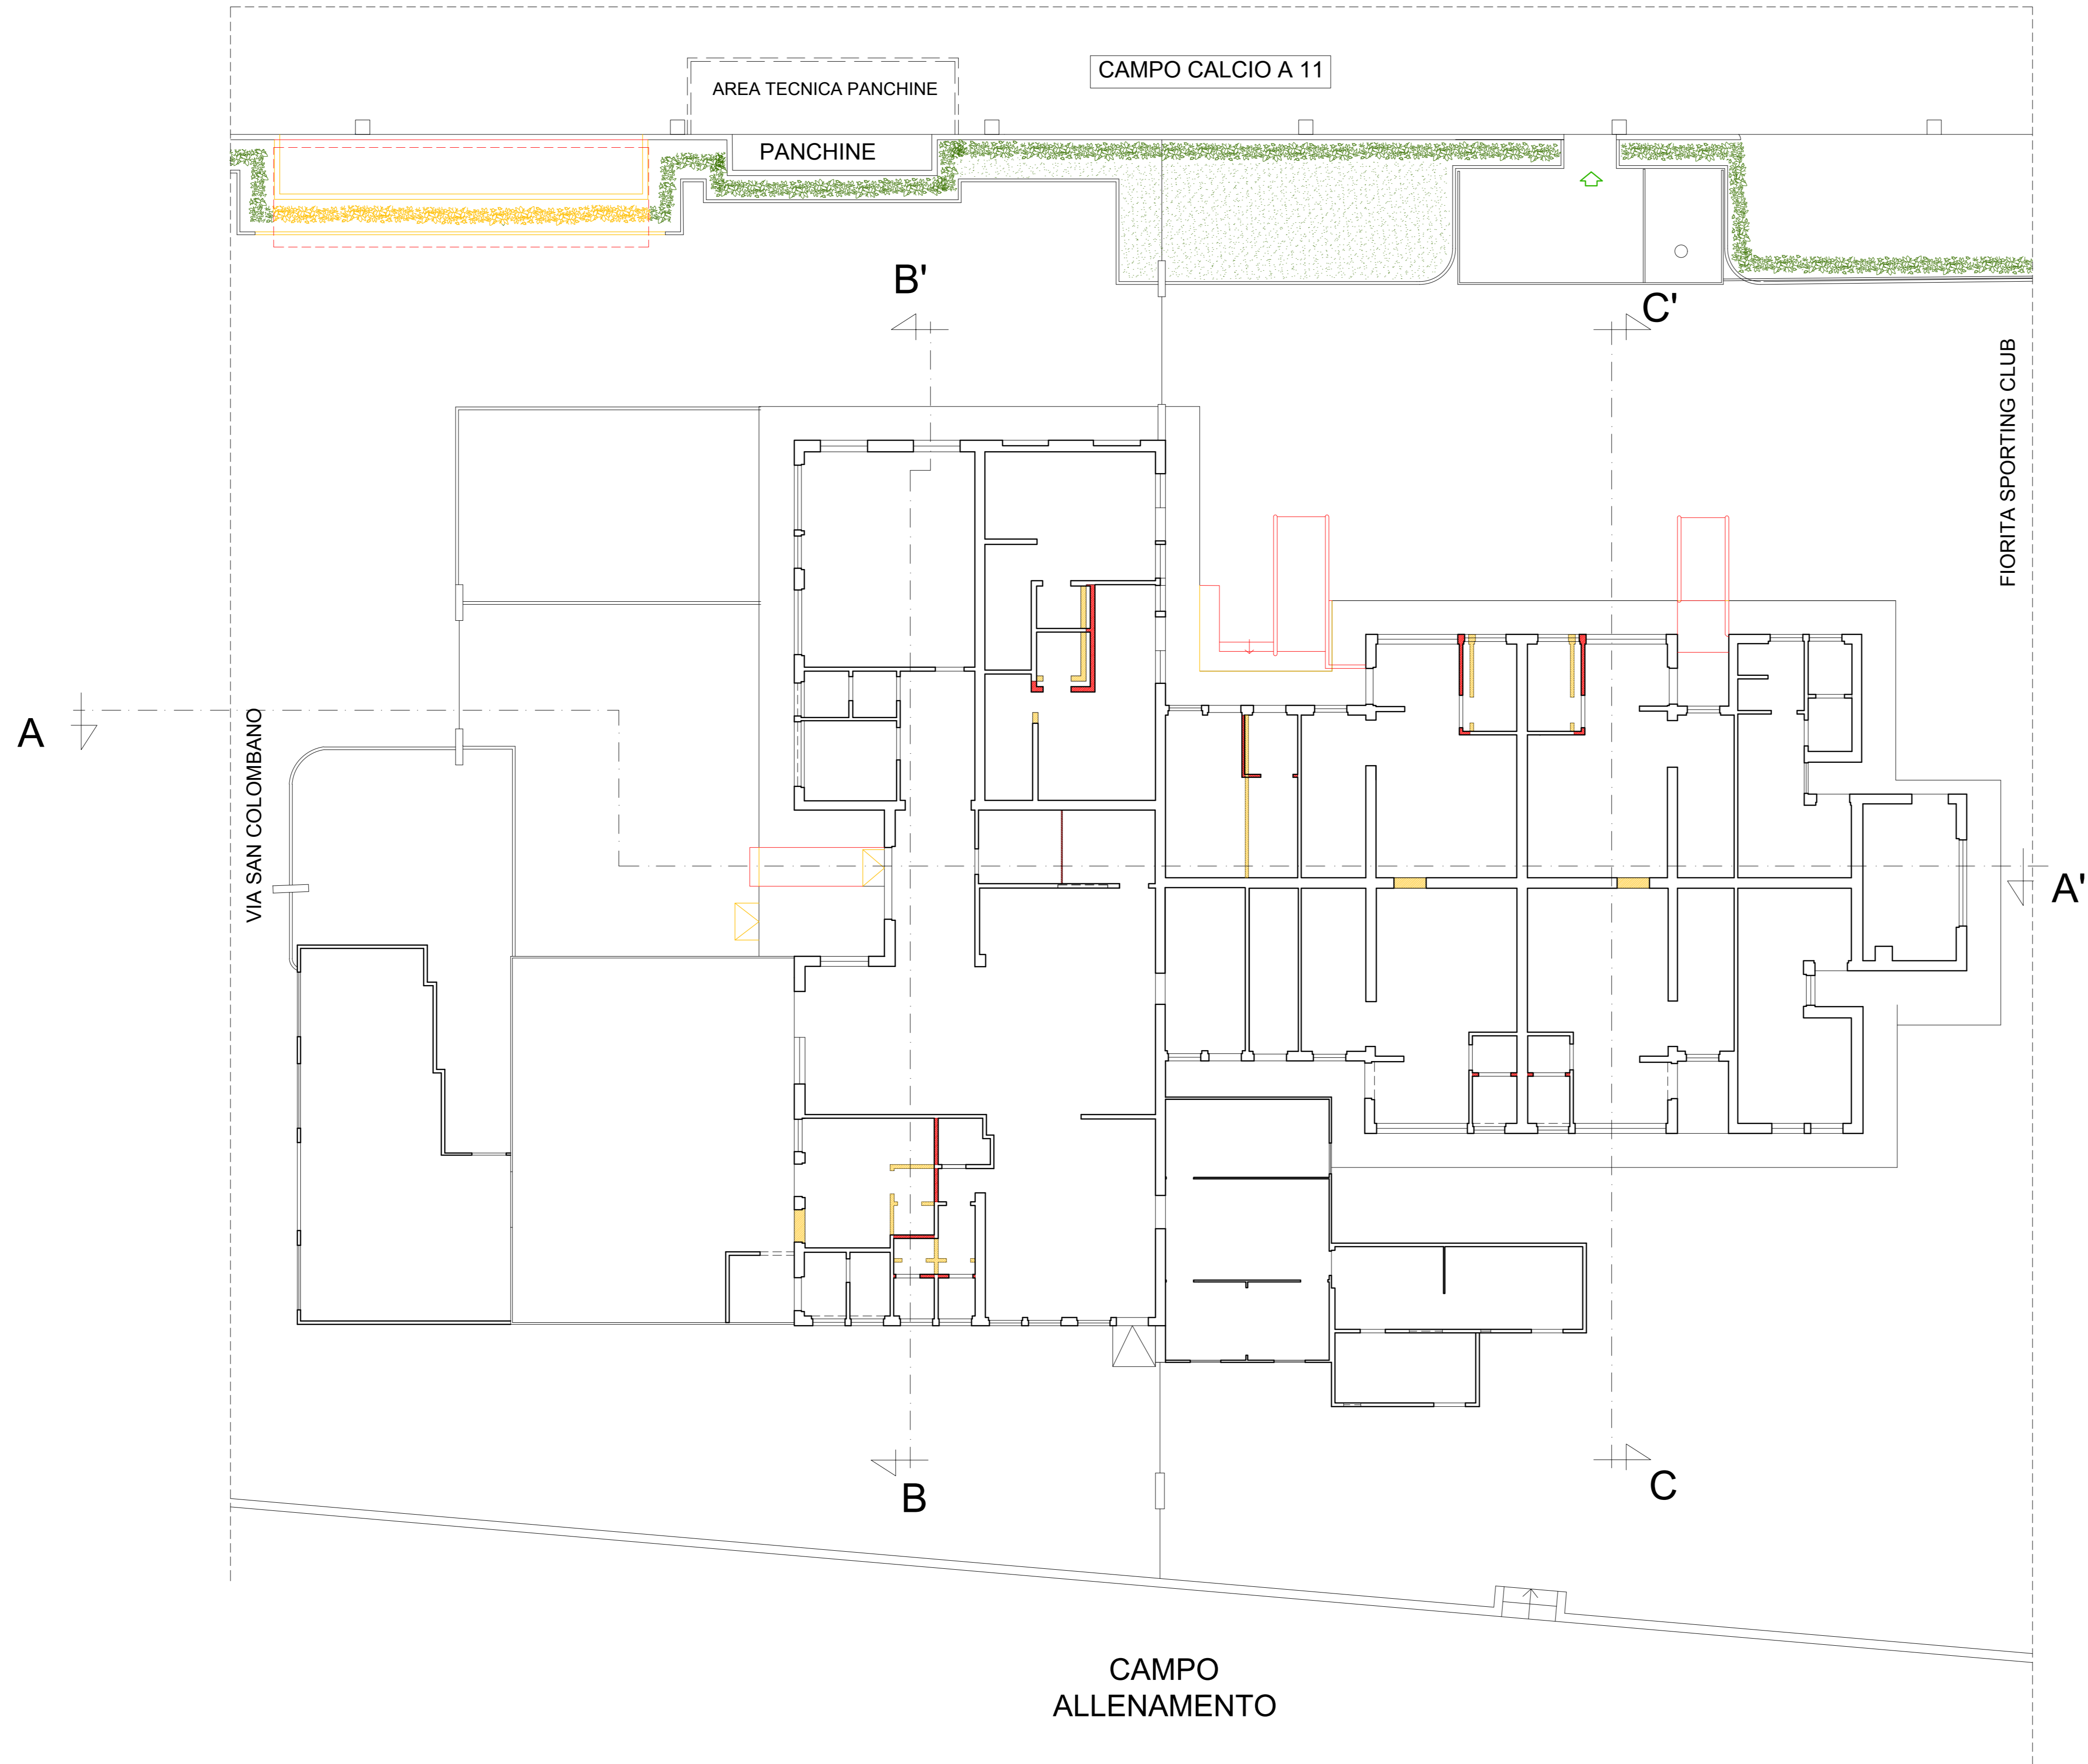 CAMPO CALCIO A 11
AREA TECNICA PANCHINE
PANCHINE
B'
C'
FIORITA SPORTING CLUB
A
VIA SAN COLOMBANO
A'
B
C
CAMPO
ALLENAMENTO